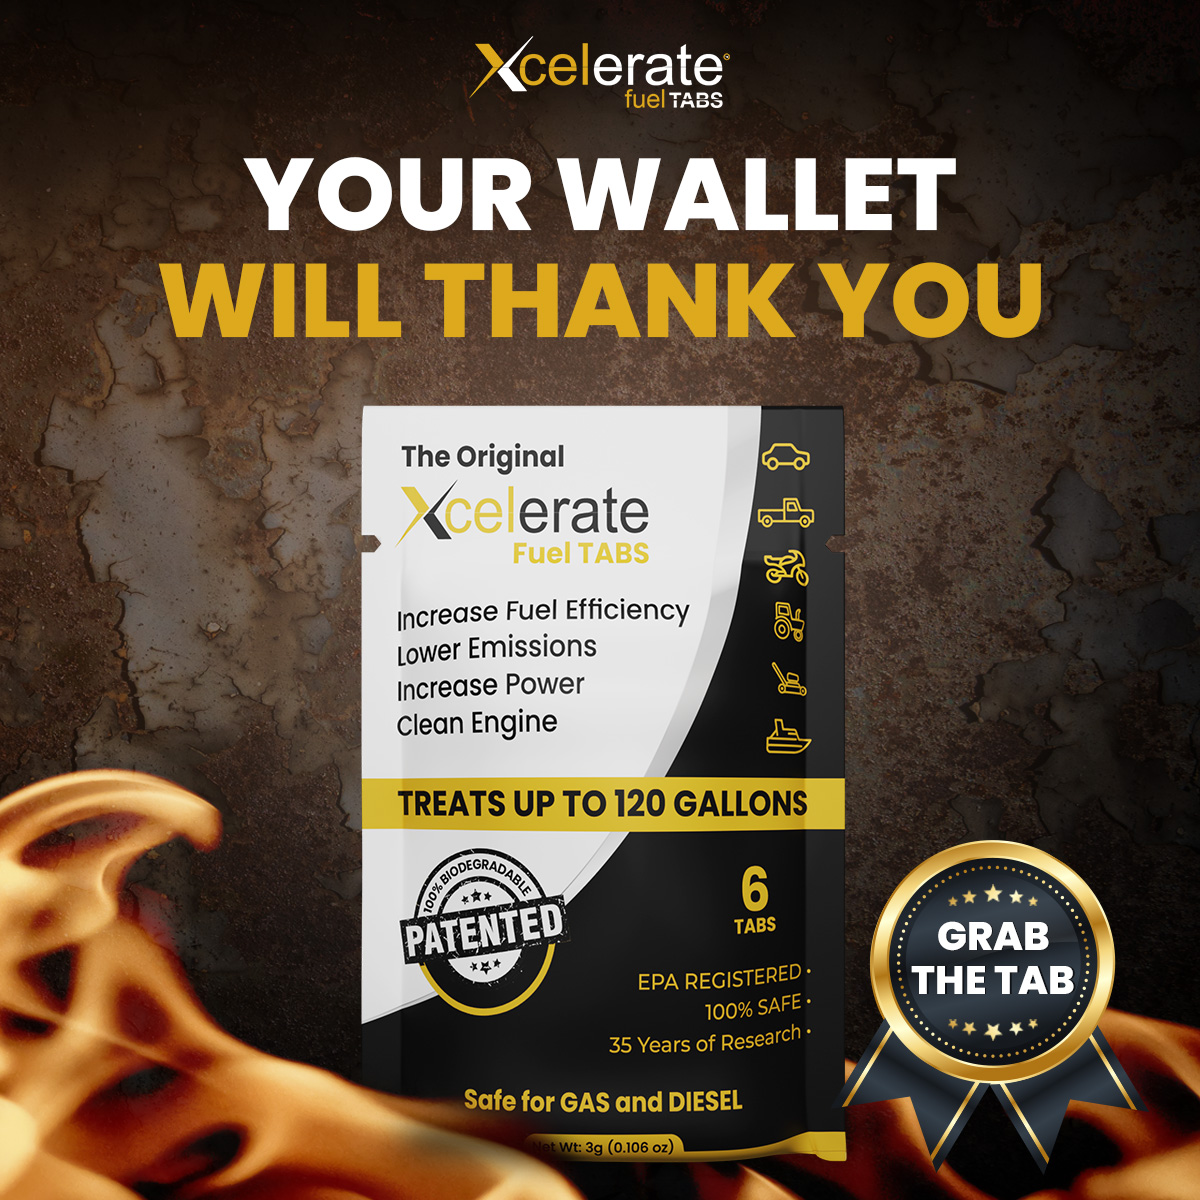 Xcelerate
fuel TABS
YOUR WALLET
WILL THANK YOU
The Original
Xcelerate
Fuel TABS
Increase Fuel Efficiency
Lower Emissions
Increase Power
Clean Engine
TREATS UP TO 120 GALLONS
100% BIODEGRADABLE
PATENTED
6
TABS
EPA REGISTERED •
100% SAFE •
35 Years of Research •
Safe for GAS and DIESEL
Net Wt: 3g (0.106 oz)
GRAB
THE TAB